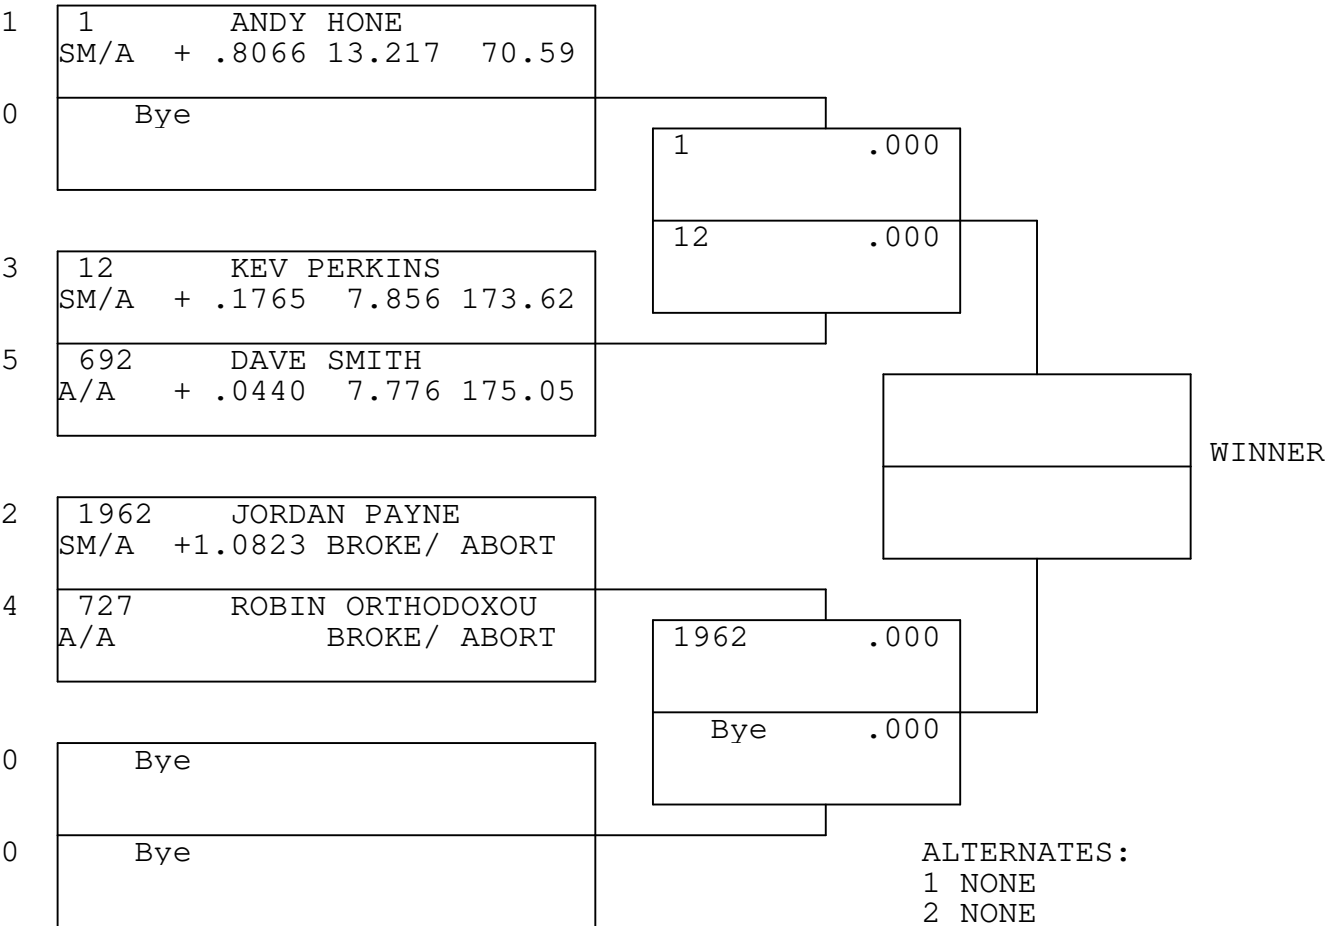 1 1 ANDY HONE
SM/A + .8066 13.217 70.59
0 Bye
1 .000
12 .000
3 12 KEV PERKINS
SM/A + .1765 7.856 173.62
5 692 DAVE SMITH
A/A + .0440 7.776 175.05
WINNER
2 1962 JORDAN PAYNE
SM/A +1.0823 BROKE/ ABORT
4 727 ROBIN ORTHODOXOU
A/A BROKE/ ABORT
1962 .000
Bye .000
0 Bye
0 Bye
ALTERNATES:
1 NONE
2 NONE